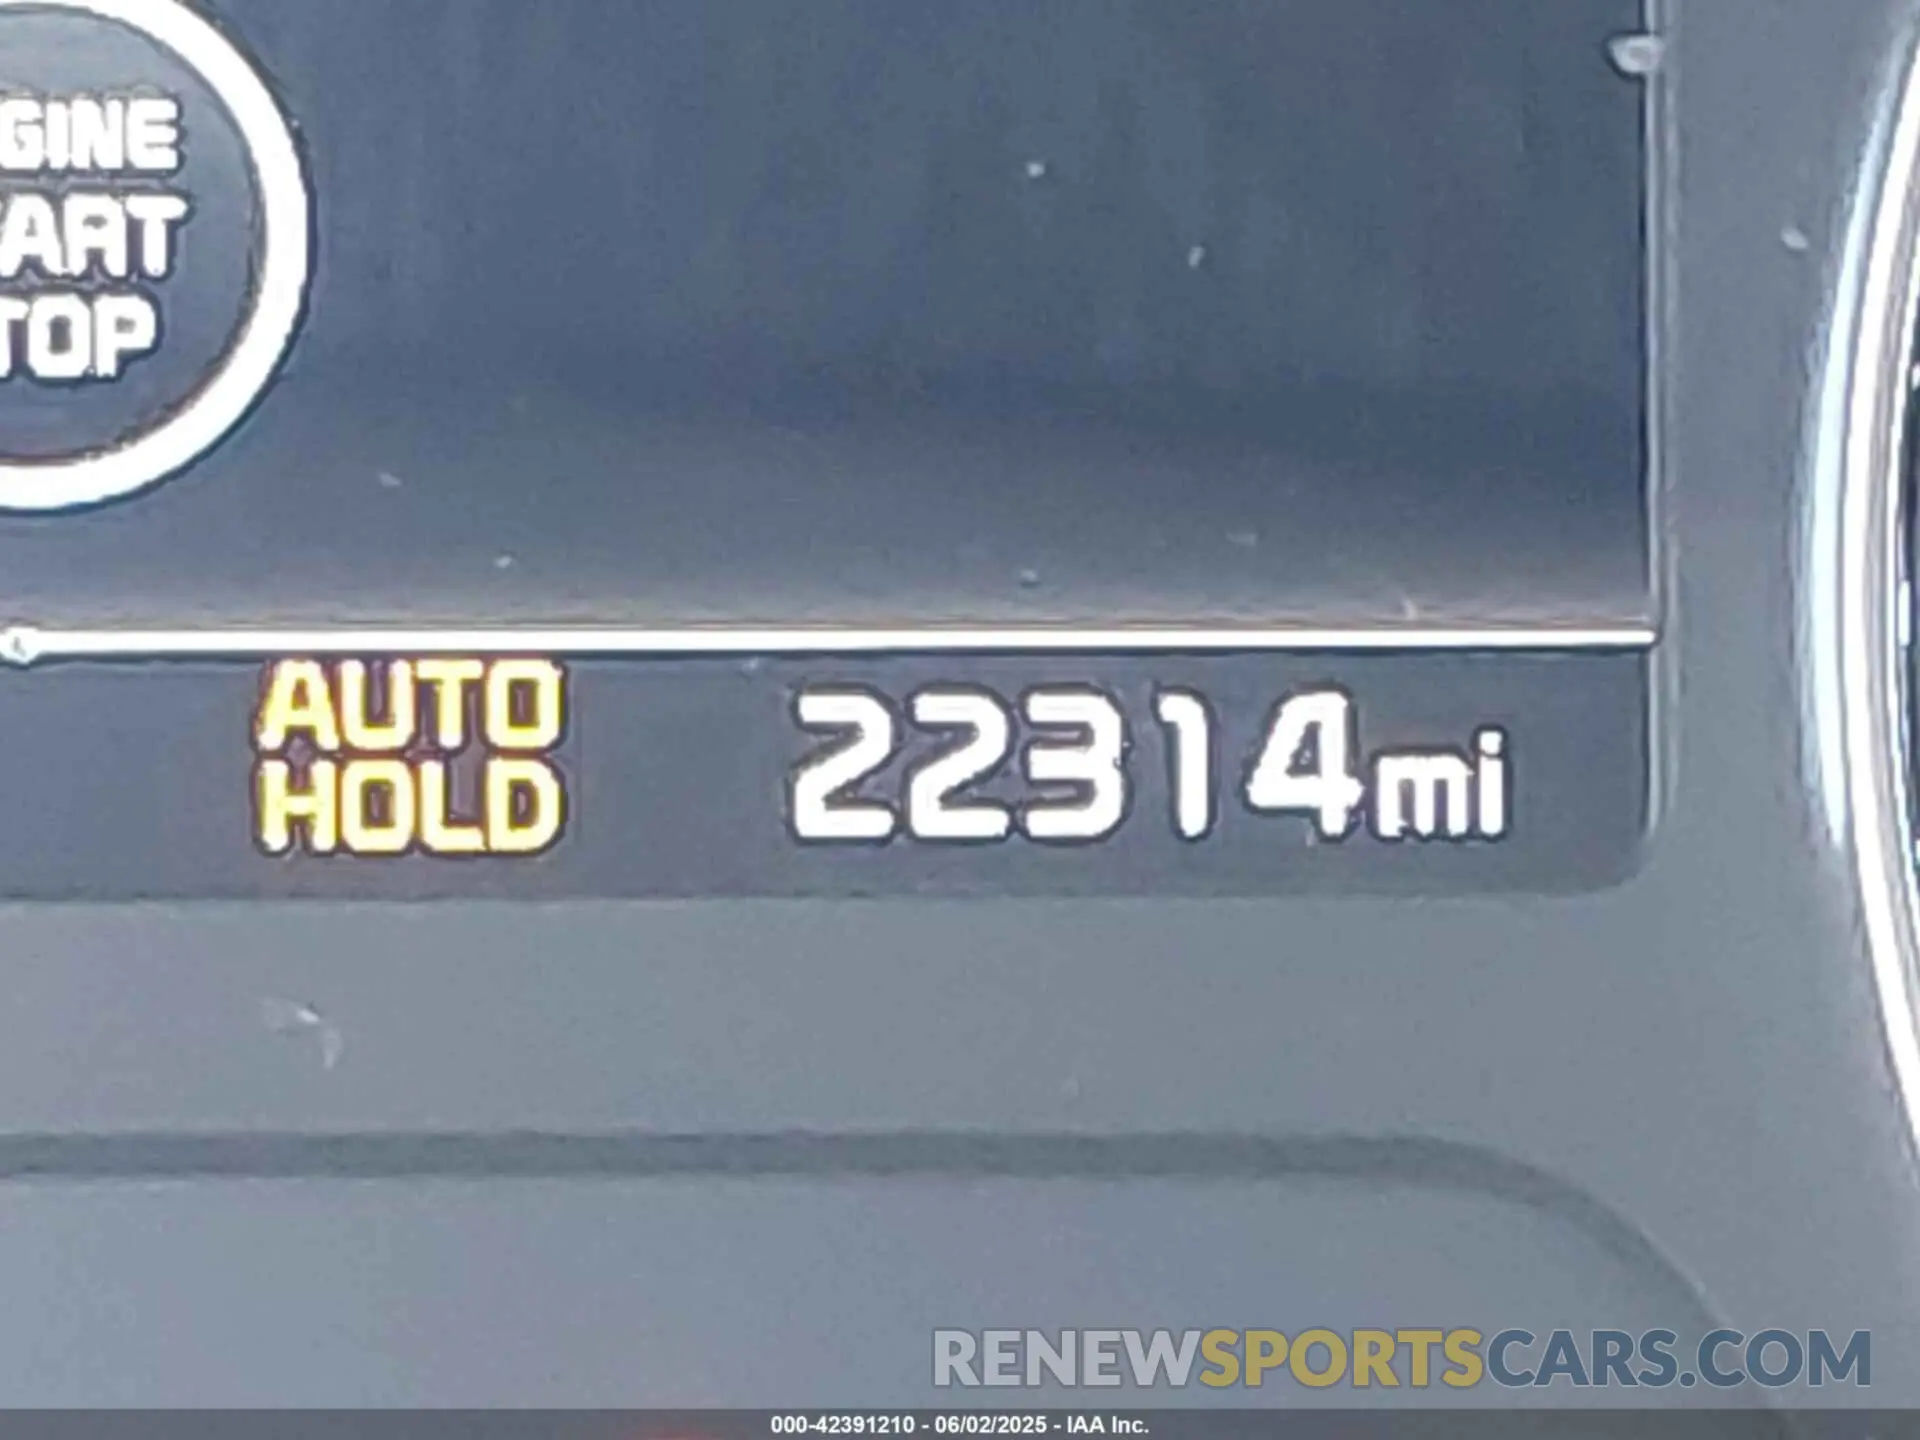 GINE
ART
TOP
AUTO
HOLD
22314mi
RENEWSPORTSCARS.COM
000-42391210 - 06/02/2025 - IAA Inc.